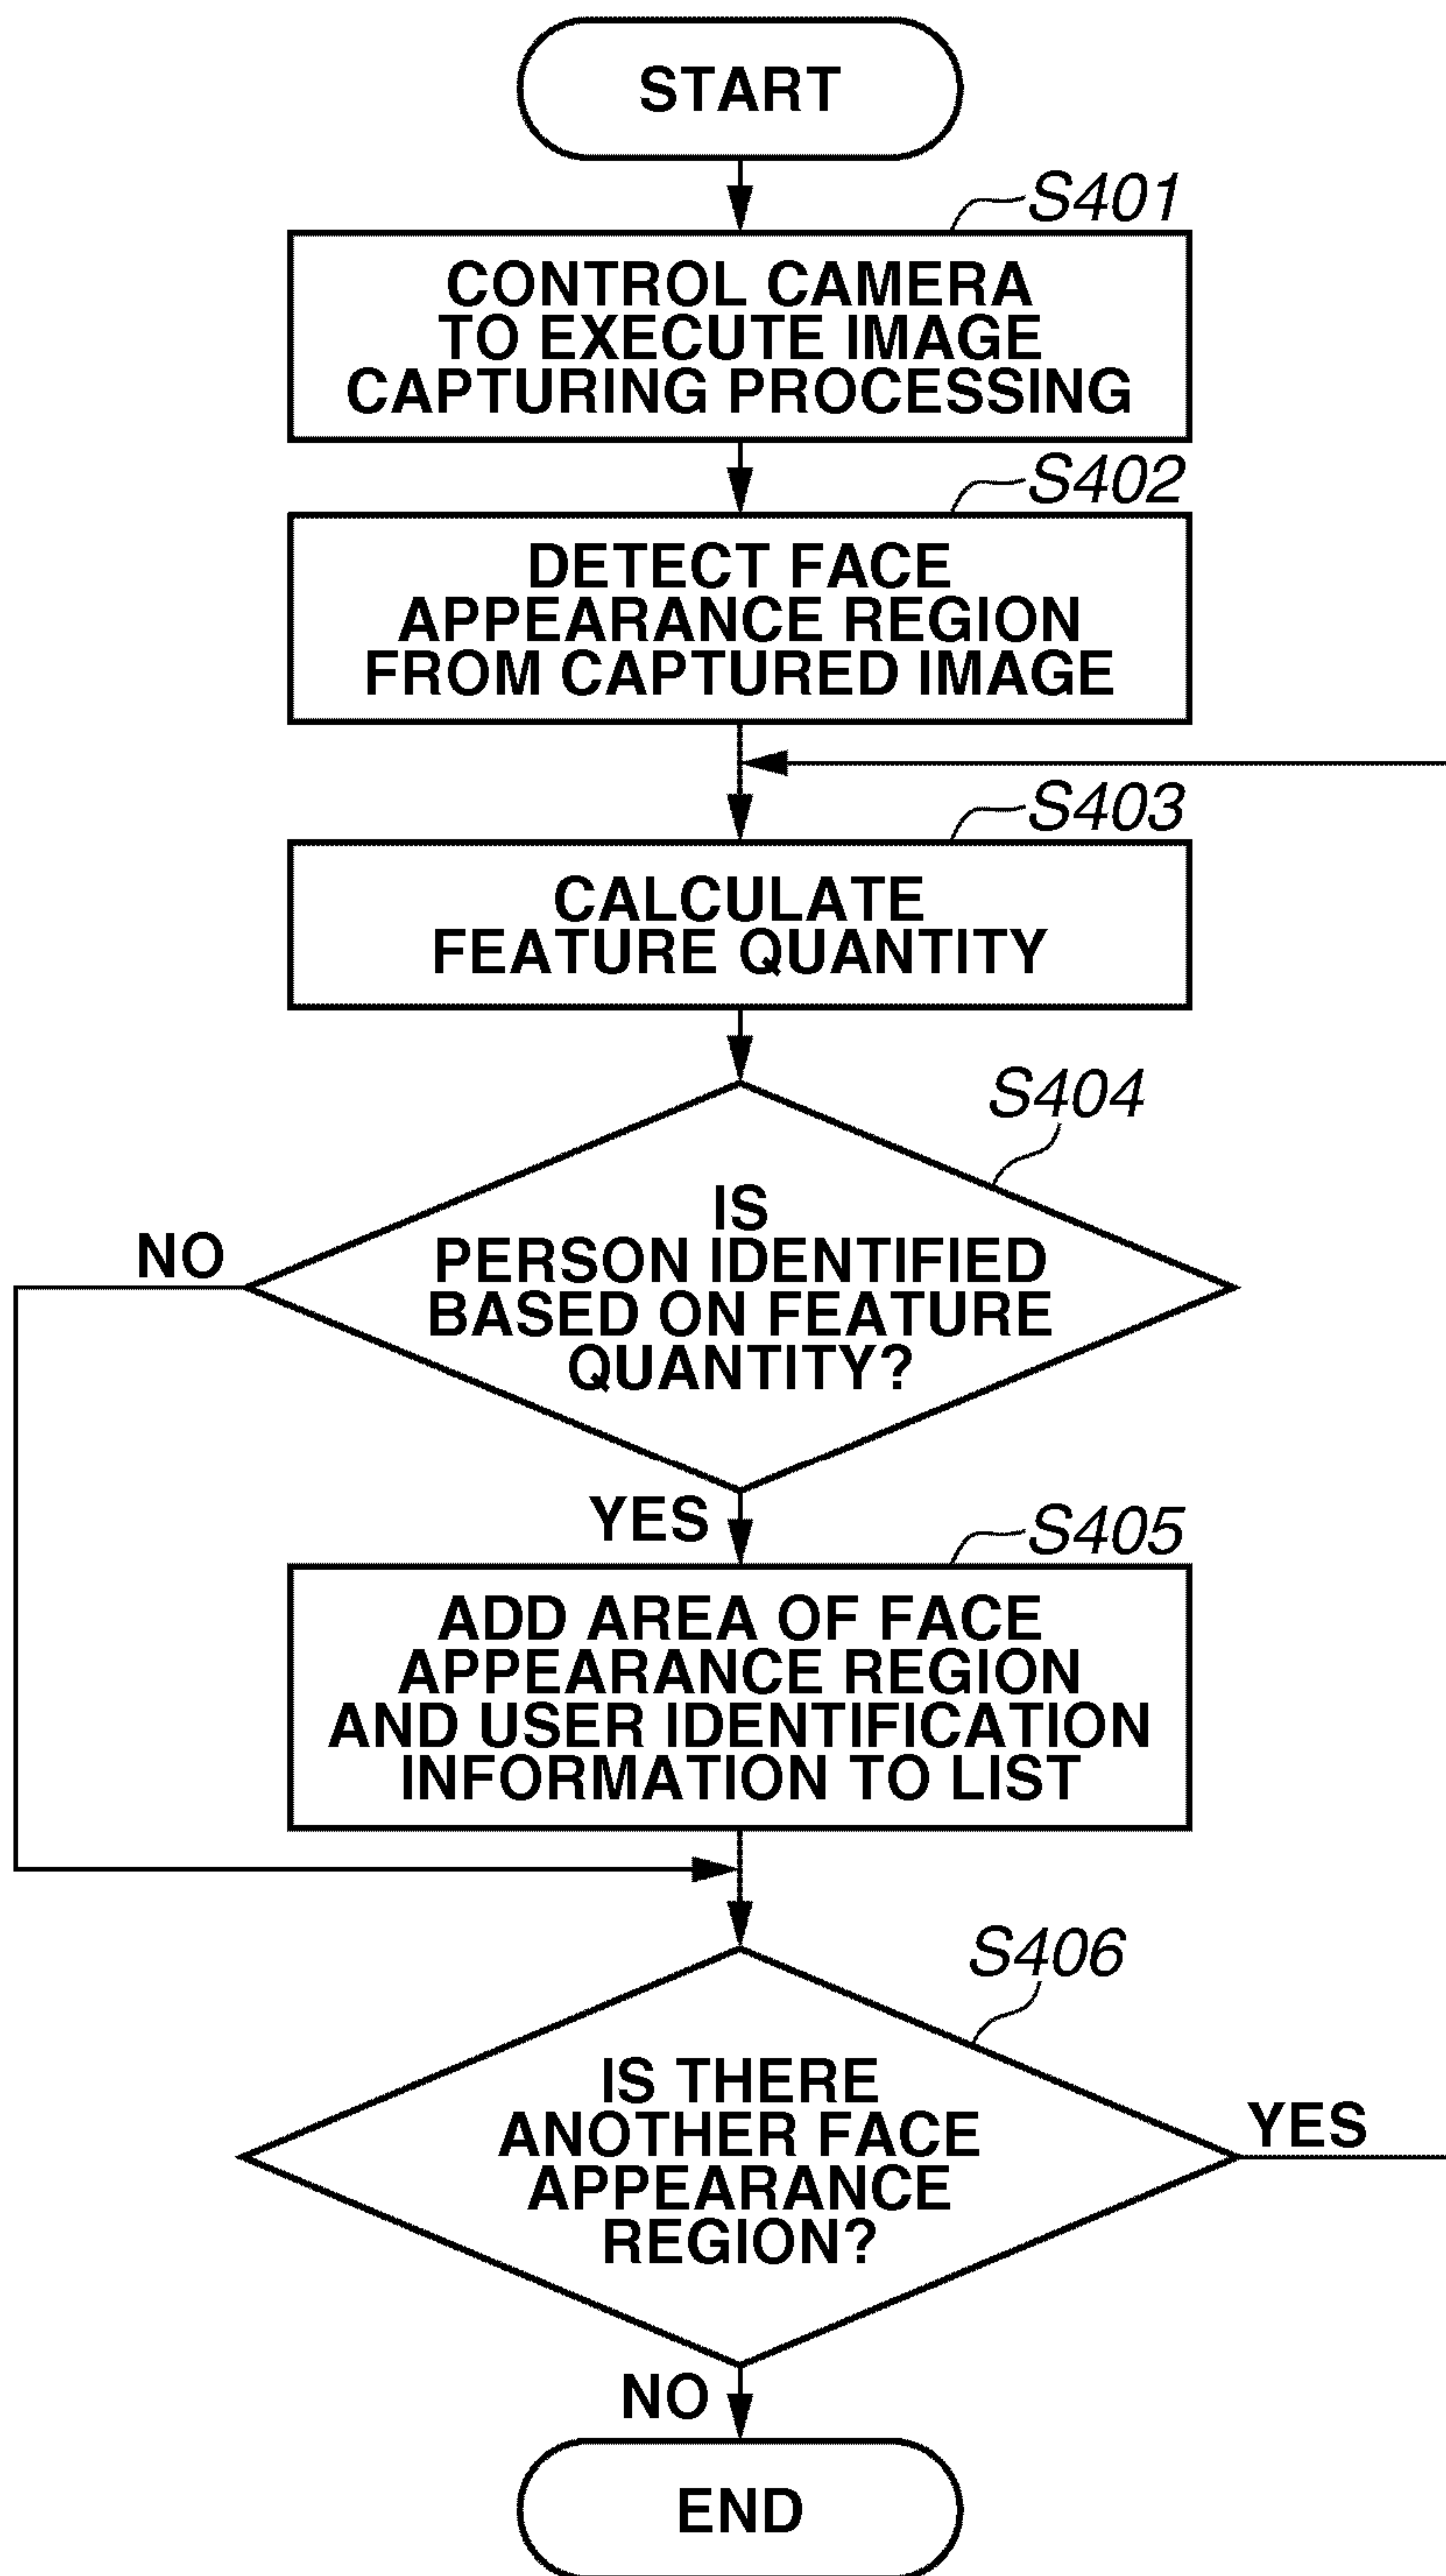 START
S401
CONTROL CAMERA
TO EXECUTE IMAGE
CAPTURING PROCESSING
S402
DETECT FACE
APPEARANCE REGION
FROM CAPTURED IMAGE
S403
CALCULATE
FEATURE QUANTITY
S404
IS
PERSON IDENTIFIED
BASED ON FEATURE
QUANTITY?
NO
YES
S405
ADD AREA OF FACE
APPEARANCE REGION
AND USER IDENTIFICATION
INFORMATION TO LIST
S406
IS THERE
ANOTHER FACE
APPEARANCE
REGION?
YES
NO
END